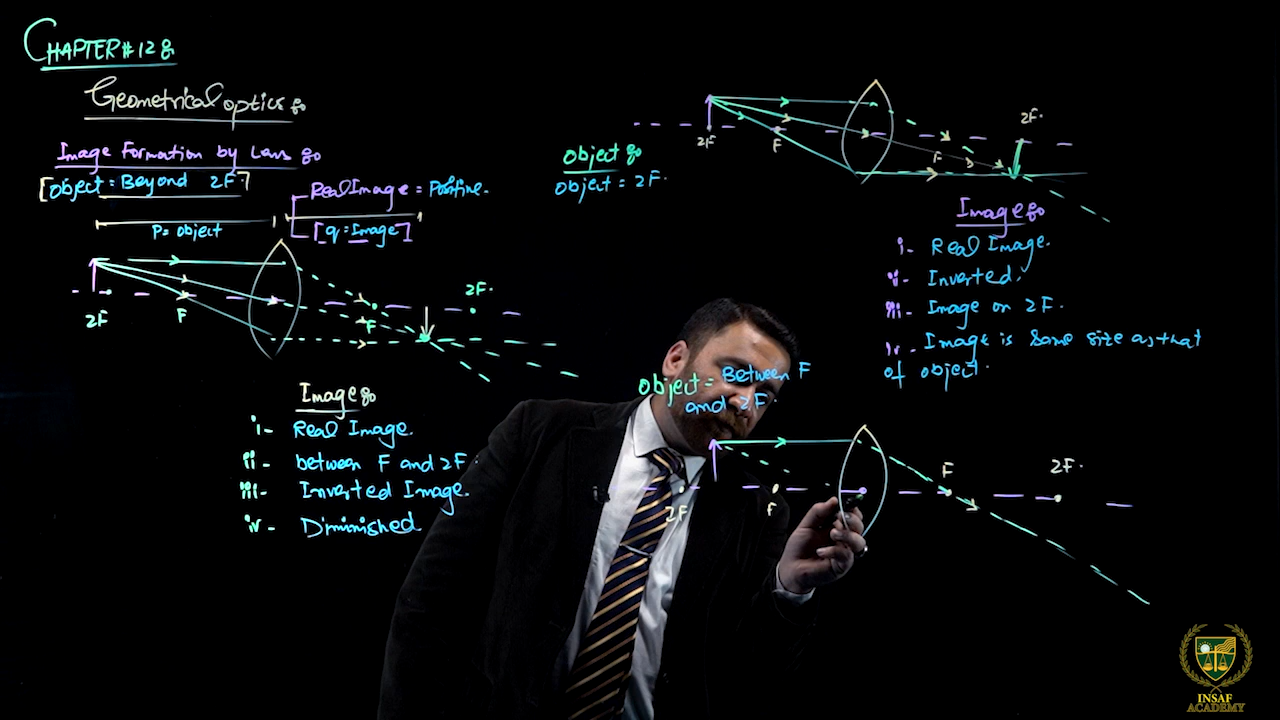 CHAPTER # 12 :
Geometrical optics :
Image Formation by Lens :
[object = Beyond 2F.]
Real Image = Positive.
P = object
[q = Image]
2F
F
F
2F.
Image :
i- Real Image.
ii- between F and 2F.
iii- Inverted Image.
iv- Diminished
Object :
object = 2F.
2F
F
F
2F.
Image :
i- Real Image.
ii- Inverted.
iii- Image on 2F.
iv- Image is same size as that
of object.
object = Between F
and 2F.
2F
F
F
2F.
INSAF
ACADEMY